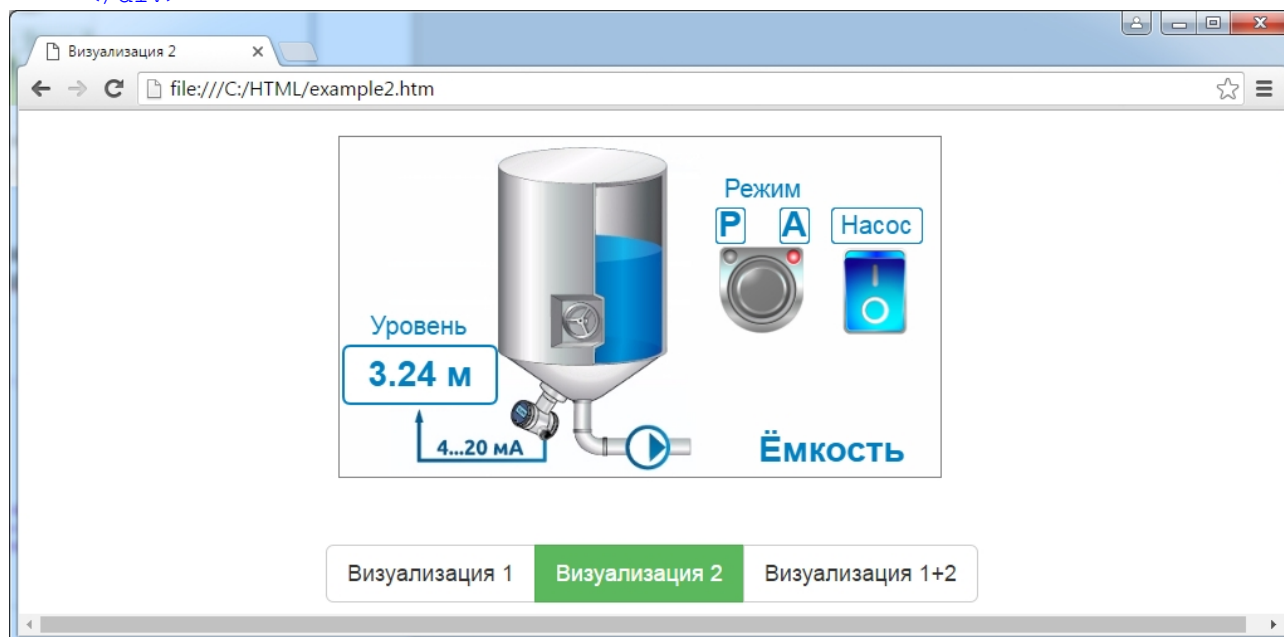 </div>
Визуализация 2
file:///C:/HTML/example2.htm
Режим
Р А Насос
Уровень
3.24 м
4...20 мА
Ёмкость
Визуализация 1 Визуализация 2 Визуализация 1+2